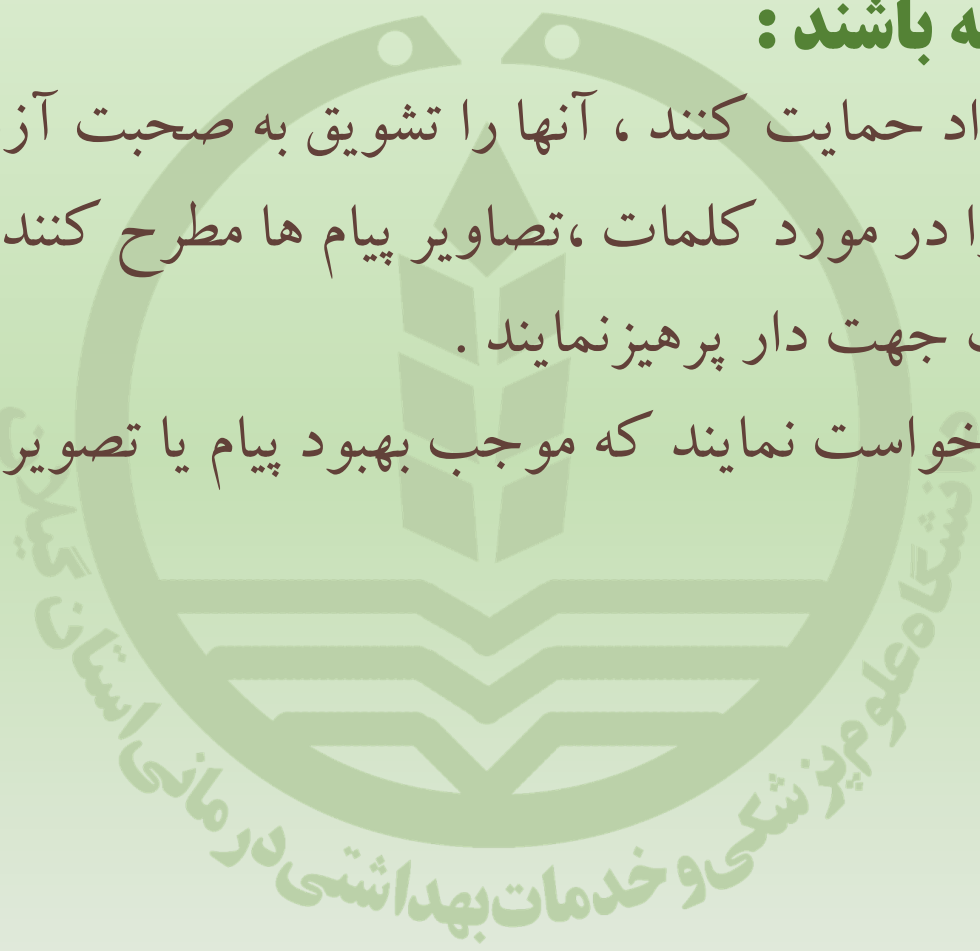 ه باشند :
اد حمایت کنند ، آنها را تشویق به صحبت آز
ا در مورد کلمات ،تصاویر پیام ها مطرح کنند
جهت دار پرهیزنمایند .
خواست نمایند که موجب بهبود پیام یا تصویر
دانشگاه علوم پزشکی و خدمات بهداشتی درمانی استان گیلان